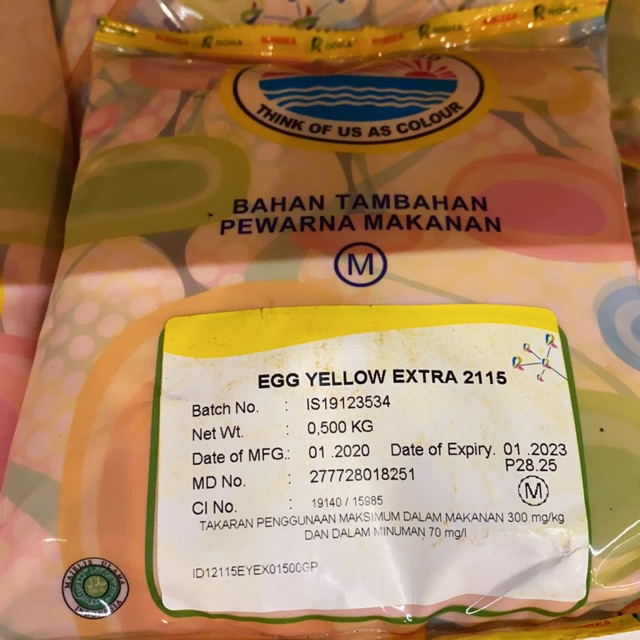 THINK OF US AS COLOUR
BAHAN TAMBAHAN
PEWARNA MAKANAN
M
EGG YELLOW EXTRA 2115
Batch No. : IS19123534
Net Wt. : 0,500 KG
Date of MFG.: 01 .2020 Date of Expiry. 01 .2023
P28.25
MD No. : 277728018251
M
CI No. : 19140 / 15985
TAKARAN PENGGUNAAN MAKSIMUM DALAM MAKANAN 300 mg/kg
DAN DALAM MINUMAN 70 mg/l
ID12115EYEX01500GP
MAJELIS ULAMA